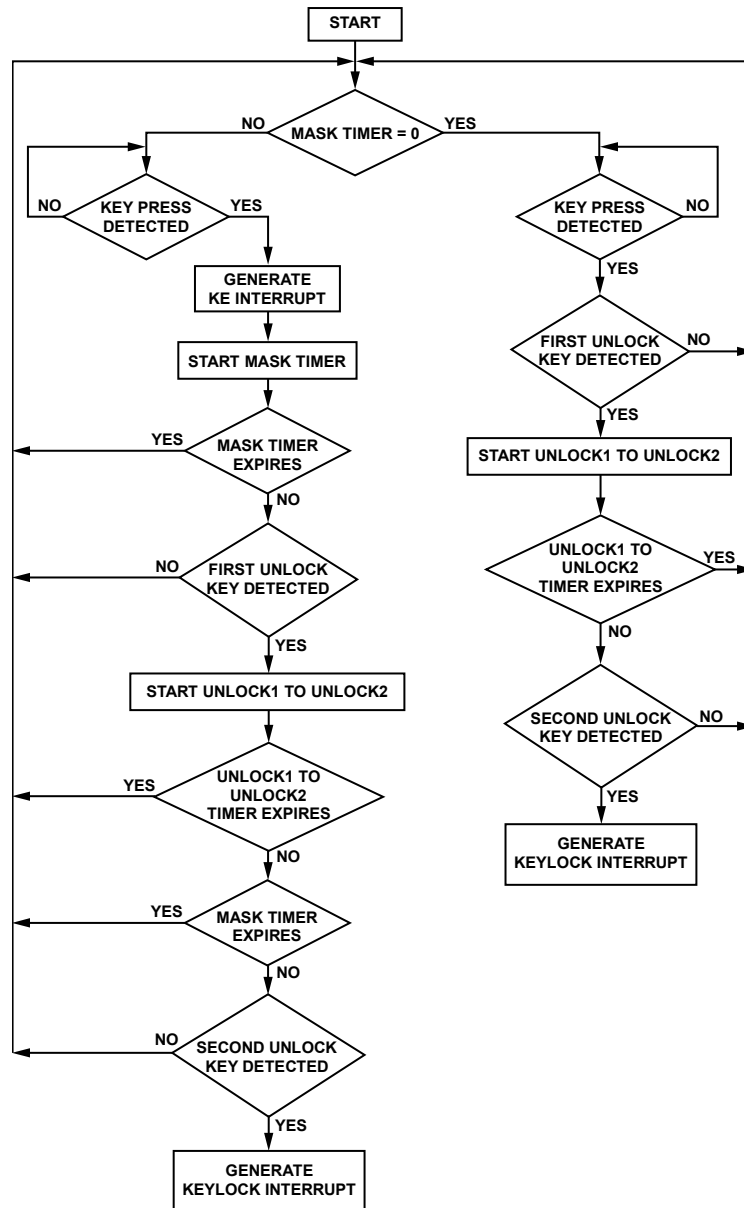 START
MASK TIMER = 0
NO
YES
KEY PRESS
DETECTED
NO
YES
GENERATE
KE INTERRUPT
START MASK TIMER
MASK TIMER
EXPIRES
YES
NO
FIRST UNLOCK
KEY DETECTED
NO
YES
START UNLOCK1 TO UNLOCK2
UNLOCK1 TO
UNLOCK2
TIMER EXPIRES
YES
NO
MASK TIMER
EXPIRES
YES
NO
SECOND UNLOCK
KEY DETECTED
NO
YES
GENERATE
KEYLOCK INTERRUPT
KEY PRESS
DETECTED
NO
YES
FIRST UNLOCK
KEY DETECTED
NO
YES
START UNLOCK1 TO UNLOCK2
UNLOCK1 TO
UNLOCK2
TIMER EXPIRES
YES
NO
SECOND UNLOCK
KEY DETECTED
NO
YES
GENERATE
KEYLOCK INTERRUPT